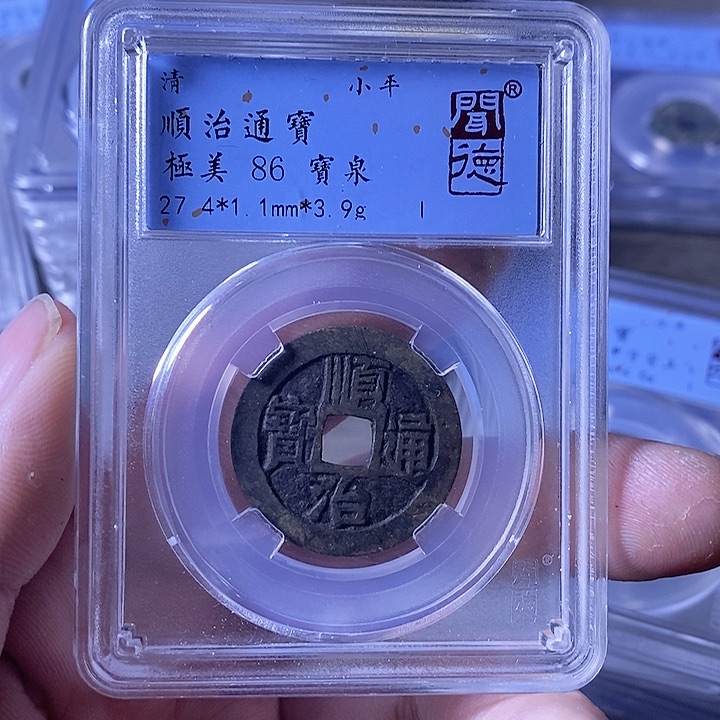 清 小平
順治通寶
極美 86 寶泉
27.4*1.1mm*3.9g
聞德®
順治通寶